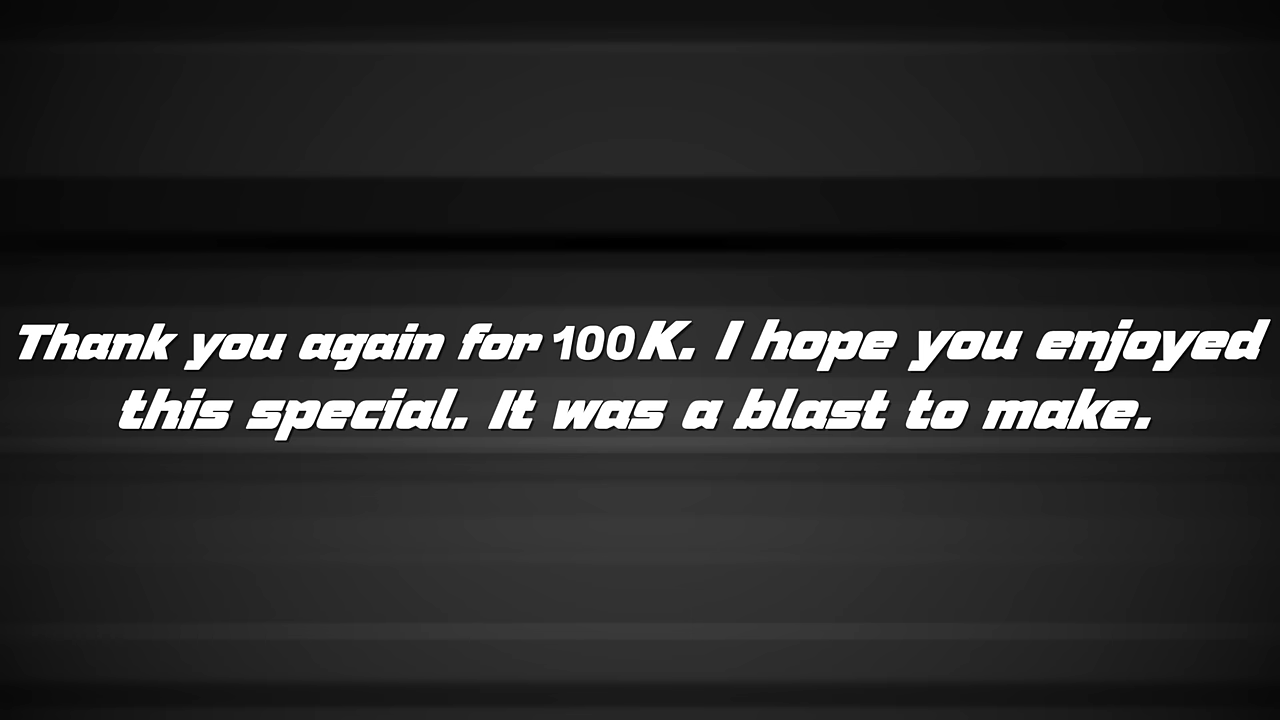 Thank you again for 100K. I hope you enjoyed
this special. It was a blast to make.